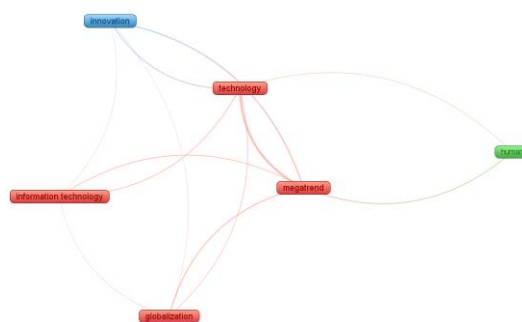 innovation
technology
human
megatrend
information technology
globalization